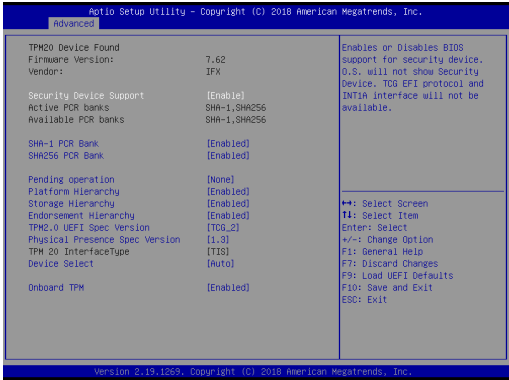 Aptio Setup Utility – Copyright (C) 2018 American Megatrends, Inc.
Advanced
TPM20 Device Found
Firmware Version: 7.62
Vendor: IFX
Security Device Support [Enable]
Active PCR banks SHA-1,SHA256
Available PCR banks SHA-1,SHA256
SHA-1 PCR Bank [Enabled]
SHA256 PCR Bank [Enabled]
Pending operation [None]
Platform Hierarchy [Enabled]
Storage Hierarchy [Enabled]
Endorsement Hierarchy [Enabled]
TPM2.0 UEFI Spec Version [TCG_2]
Physical Presence Spec Version [1.3]
TPM 20 InterfaceType [TIS]
Device Select [Auto]
Onboard TPM [Enabled]
Enables or Disables BIOS
support for security device.
O.S. will not show Security
Device. TCG EFI protocol and
INT1A interface will not be
available.
↔: Select Screen
↑↓: Select Item
Enter: Select
+/-: Change Option
F1: General Help
F7: Discard Changes
F9: Load UEFI Defaults
F10: Save and Exit
ESC: Exit
Version 2.19.1269. Copyright (C) 2018 American Megatrends, Inc.